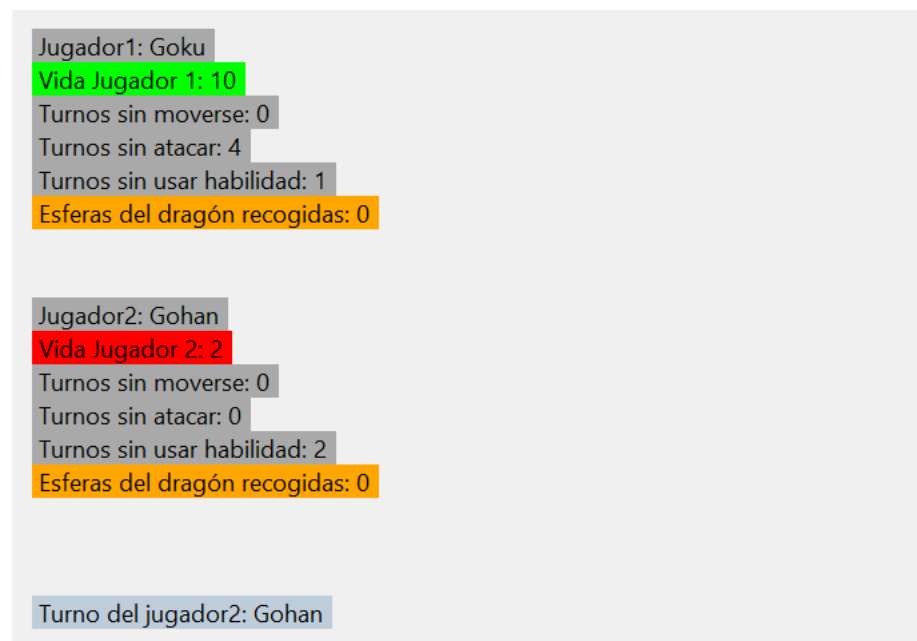 Jugador1: Goku
Vida Jugador 1: 10
Turnos sin moverse: 0
Turnos sin atacar: 4
Turnos sin usar habilidad: 1
Esferas del dragón recogidas: 0
Jugador2: Gohan
Vida Jugador 2: 2
Turnos sin moverse: 0
Turnos sin atacar: 0
Turnos sin usar habilidad: 2
Esferas del dragón recogidas: 0
Turno del jugador2: Gohan